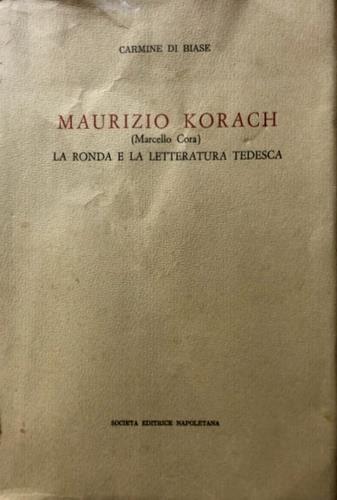 CARMINE DI BIASE
MAURIZIO KORACH
(Marcello Cora)
LA RONDA E LA LETTERATURA TEDESCA
SOCIETÀ EDITRICE NAPOLETANA